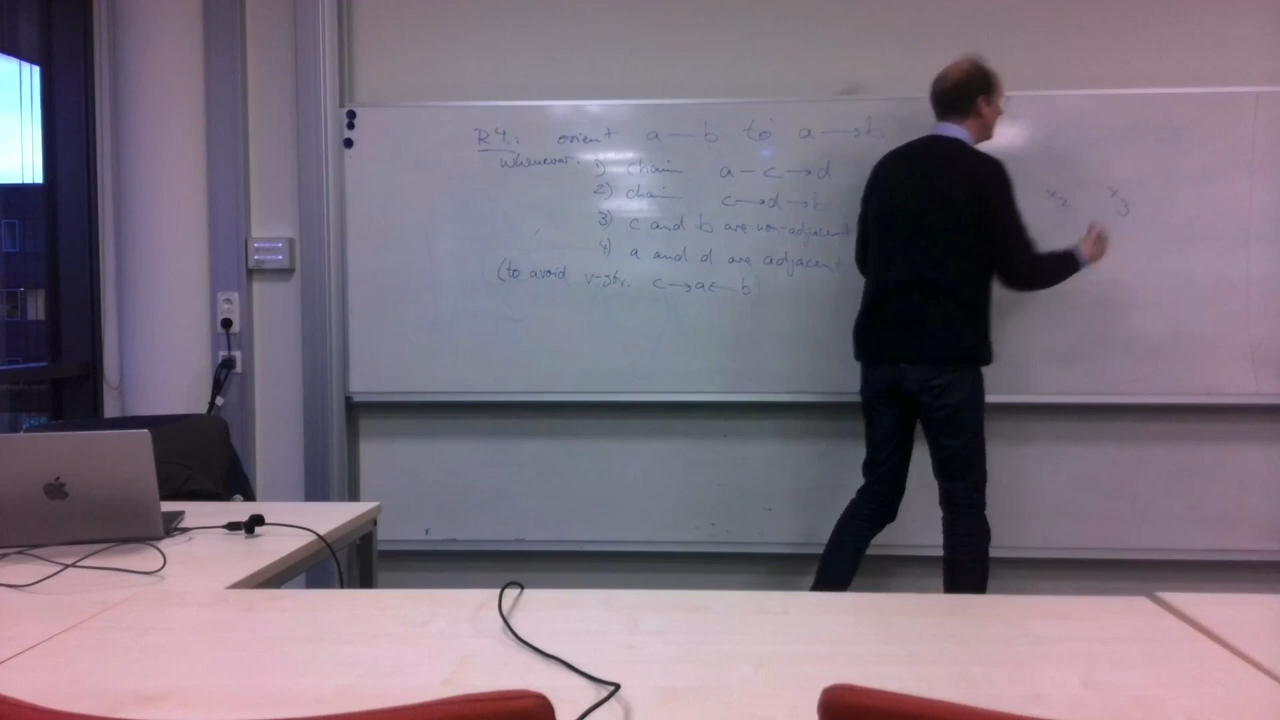 R4: orient a — b to a → b
whenever: 1) chain a — c → d
2) chain c → d → b
3) c and b are non-adjacent
4) a and d are adjacent
(to avoid v-str. c → a ← b)
x2 x3